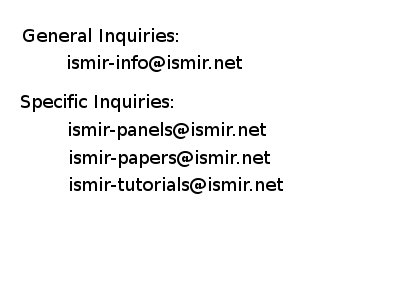 General Inquiries:
ismir-info@ismir.net
Specific Inquiries:
ismir-panels@ismir.net
ismir-papers@ismir.net
ismir-tutorials@ismir.net